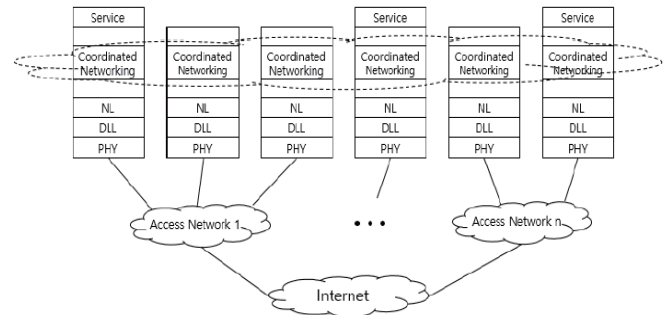 Service Service Service
Coordinated Networking Coordinated Networking Coordinated Networking Coordinated Networking Coordinated Networking Coordinated Networking
NL NL NL NL NL NL
DLL DLL DLL DLL DLL DLL
PHY PHY PHY PHY PHY PHY
Access Network 1 Access Network n
Internet